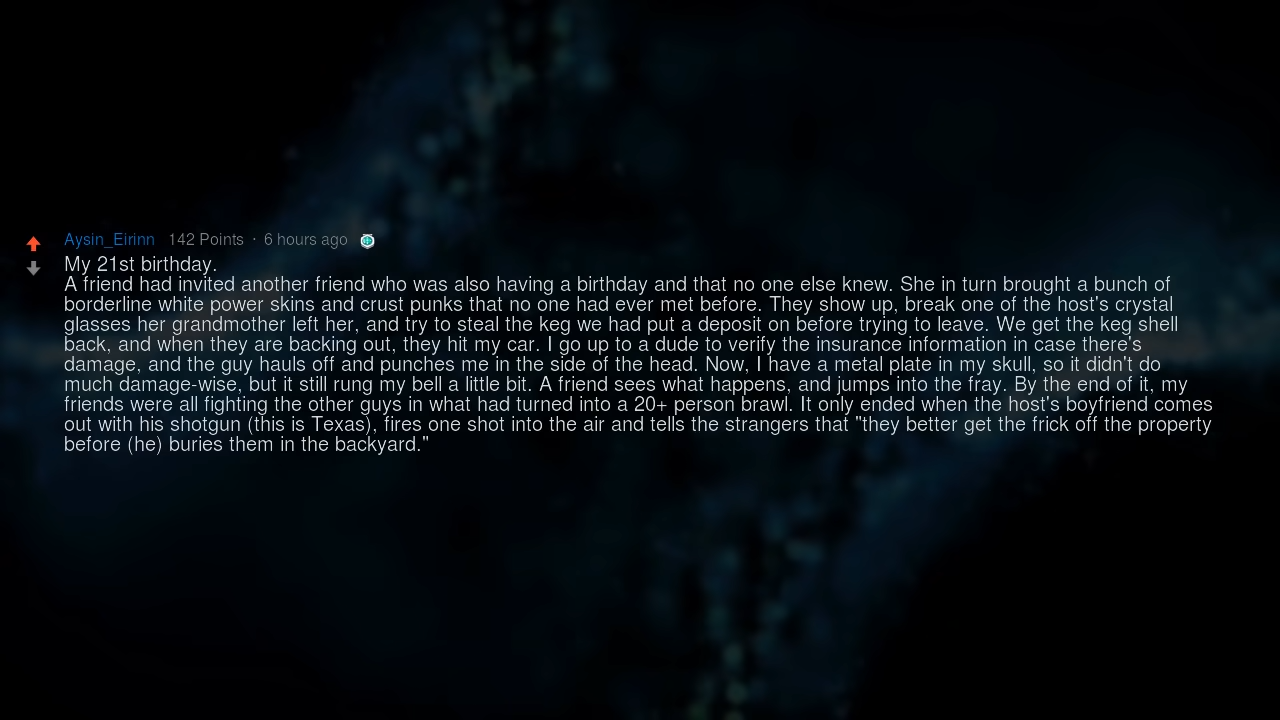 Aysin_Eirinn 142 Points · 6 hours ago
My 21st birthday.
A friend had invited another friend who was also having a birthday and that no one else knew. She in turn brought a bunch of
borderline white power skins and crust punks that no one had ever met before. They show up, break one of the host's crystal
glasses her grandmother left her, and try to steal the keg we had put a deposit on before trying to leave. We get the keg shell
back, and when they are backing out, they hit my car. I go up to a dude to verify the insurance information in case there's
damage, and the guy hauls off and punches me in the side of the head. Now, I have a metal plate in my skull, so it didn't do
much damage-wise, but it still rung my bell a little bit. A friend sees what happens, and jumps into the fray. By the end of it, my
friends were all fighting the other guys in what had turned into a 20+ person brawl. It only ended when the host's boyfriend comes
out with his shotgun (this is Texas), fires one shot into the air and tells the strangers that "they better get the frick off the property
before (he) buries them in the backyard."